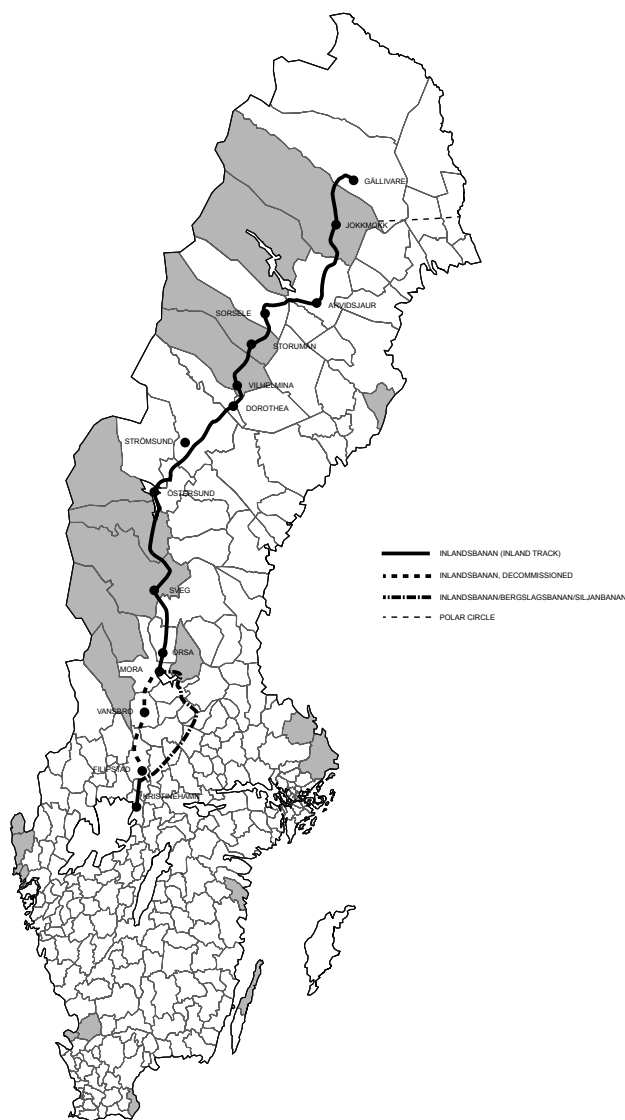 GÄLLIVARE
JOKKMOKK
ARVIDSJAUR
SORSELE
STORUMAN
VILHELMINA
DOROTHEA
STRÖMSUND
ÖSTERSUND
INLANDSBANAN (INLAND TRACK)
INLANDSBANAN, DECOMMISSIONED
SVEG
INLANDSBANAN/BERGSLAGSBANAN/SILJANBANAN
POLAR CIRCLE
ORSA
MORA
VANSBRO
FILIPSTAD
KRISTINEHAMN